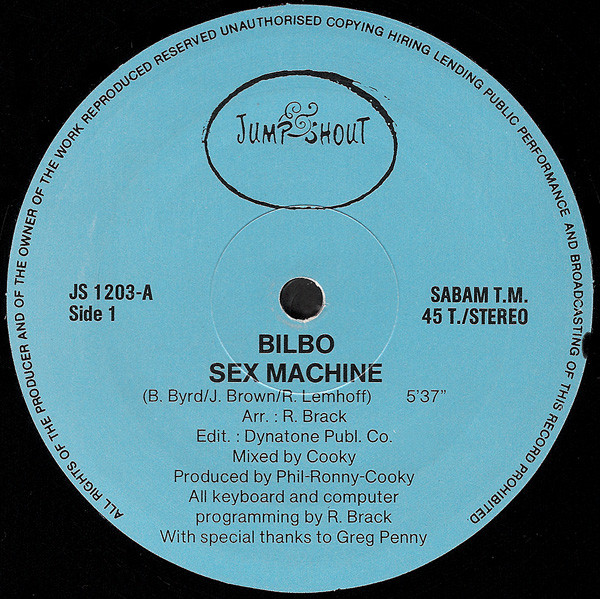 ALL RIGHTS OF THE PRODUCER AND OF THE OWNER OF THE WORK REPRODUCED RESERVED UNAUTHORISED COPYING HIRING LENDING PUBLIC PERFORMANCE AND BROADCASTING OF THIS RECORD PROHIBITED
JUMP & SHOUT
JS 1203-A
Side 1
SABAM T.M.
45 T./STEREO
BILBO
SEX MACHINE
(B. Byrd/J. Brown/R. Lemhoff) 5'37"
Arr. : R. Brack
Edit. : Dynatone Publ. Co.
Mixed by Cooky
Produced by Phil-Ronny-Cooky
All keyboard and computer
programming by R. Brack
With special thanks to Greg Penny